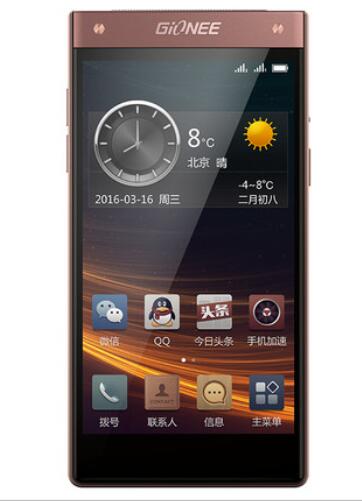 GIONEE
8°C
北京 晴
-4~8°C
2016-03-16 周三
二月初八
微信
QQ
头条
今日头条
手机加速
CONTACT
拨号
联系人
信息
主菜单